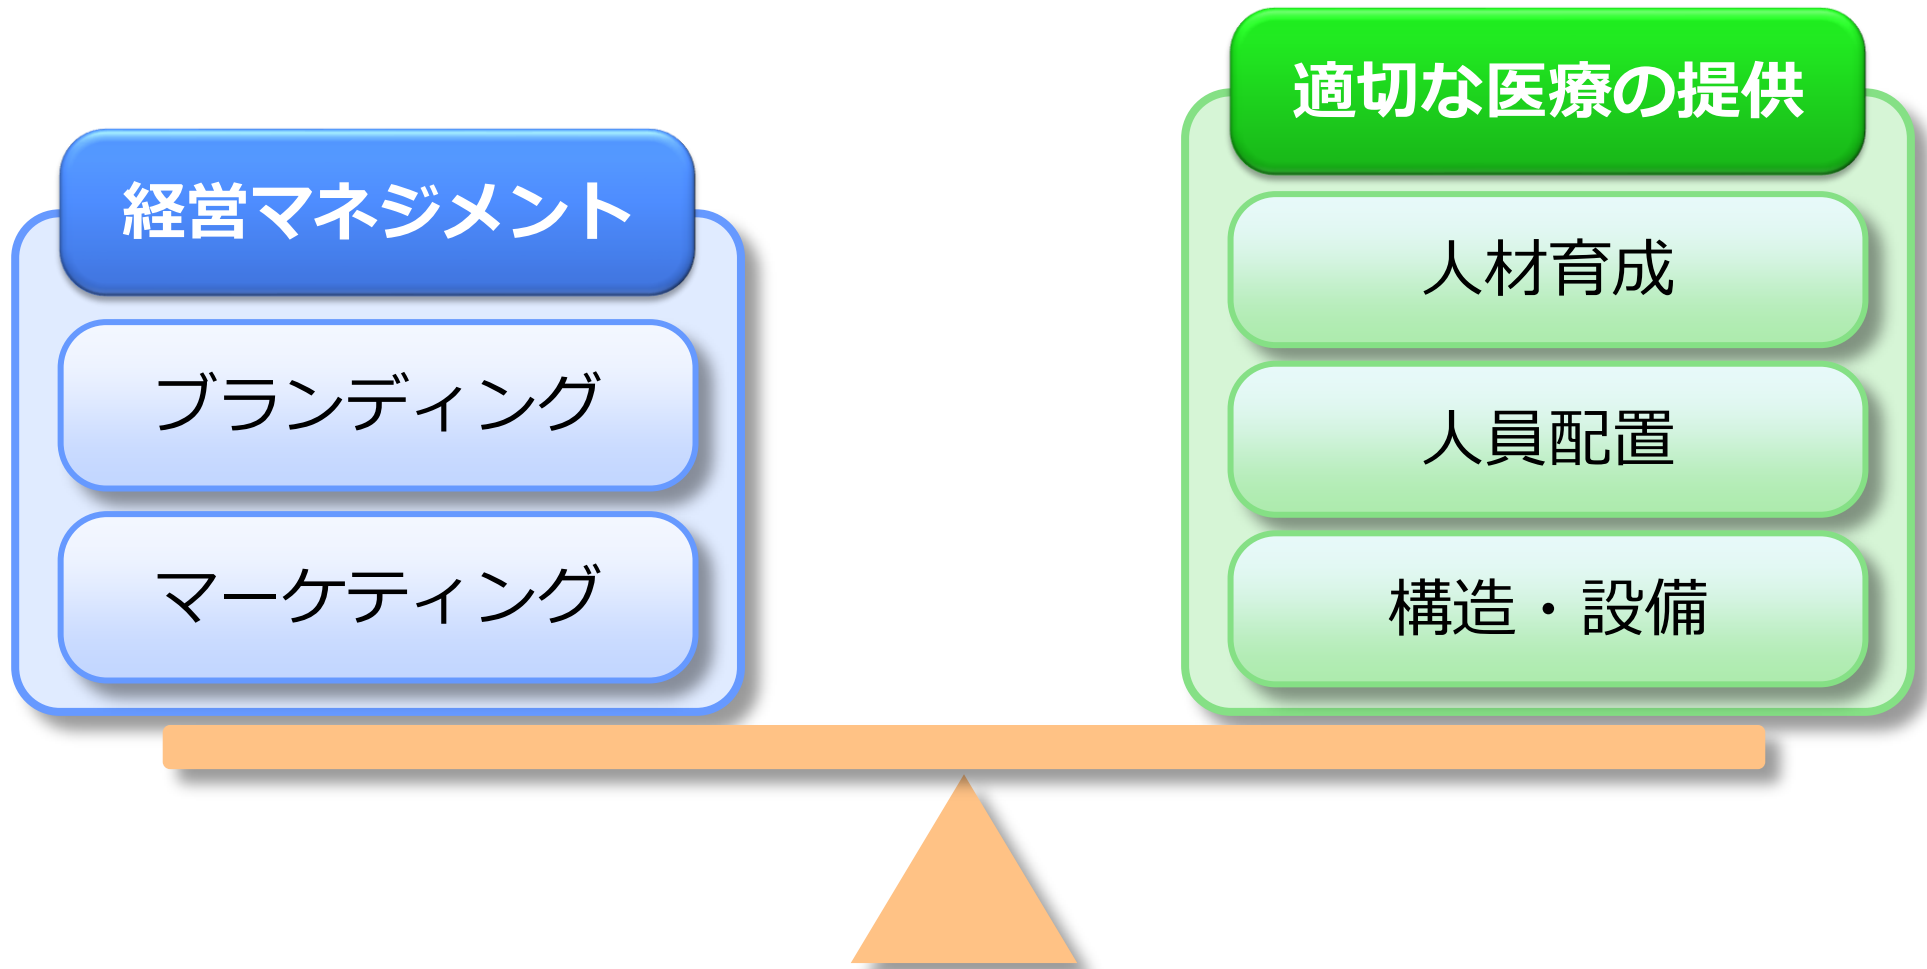 経営マネジメント
ブランディング
マーケティング
適切な医療の提供
人材育成
人員配置
構造・設備